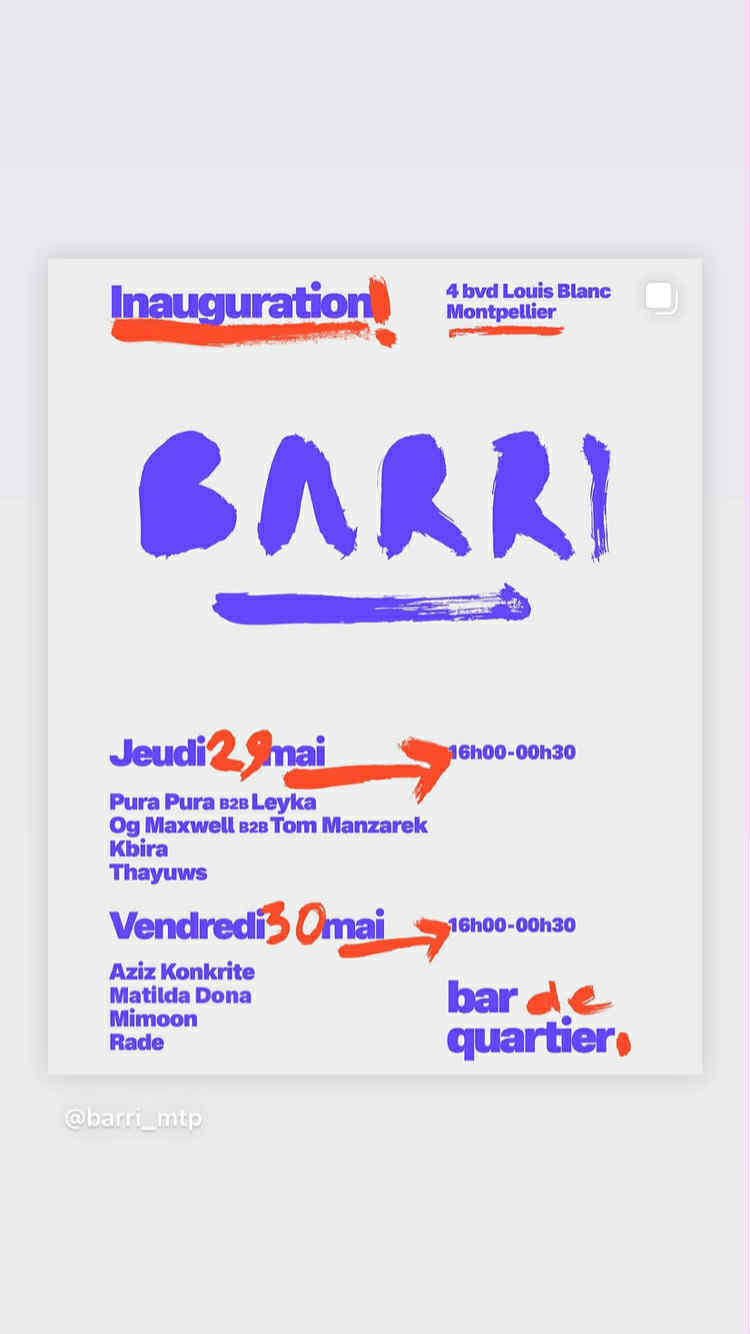 Inauguration!
4 bvd Louis Blanc
Montpellier
BARRI
Jeudi 29 mai
16h00-00h30
Pura Pura B2B Leyka
Og Maxwell B2B Tom Manzarek
Kbira
Thayuws
Vendredi 30 mai
16h00-00h30
Aziz Konkrite
Matilda Dona
Mimoon
Rade
bar de
quartier.
@barri_mtp